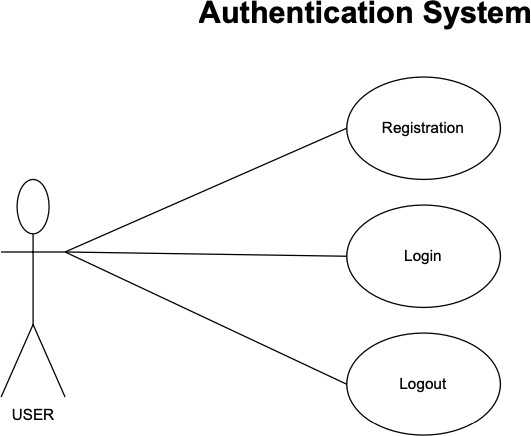 Authentication System
Registration
Login
Logout
USER